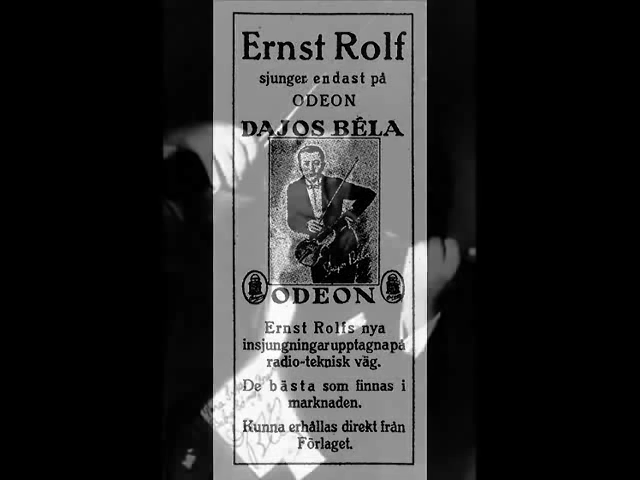 Ernst Rolf
sjunger endast på
ODEON
DAJOS BÉLA
ODEON
Ernst Rolfs nya
insjungningar upptagna på
radio-teknisk väg.
De bästa som finnas i
marknaden.
Kunna erhållas direkt från
Förlaget.